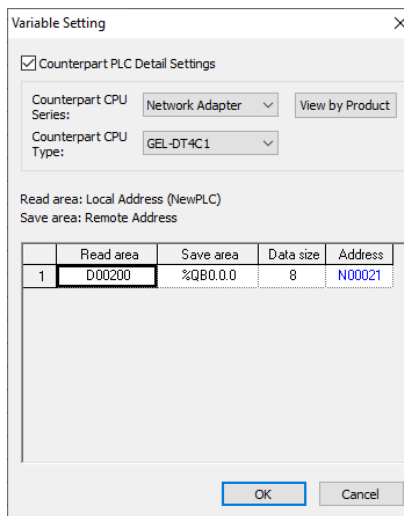 Variable Setting
Counterpart PLC Detail Settings
Counterpart CPU Series:
Network Adapter
View by Product
Counterpart CPU Type:
GEL-DT4C1
Read area: Local Address (NewPLC)
Save area: Remote Address
Read area Save area Data size Address
1 D00200 %QB0.0.0 8 N00021
OK Cancel